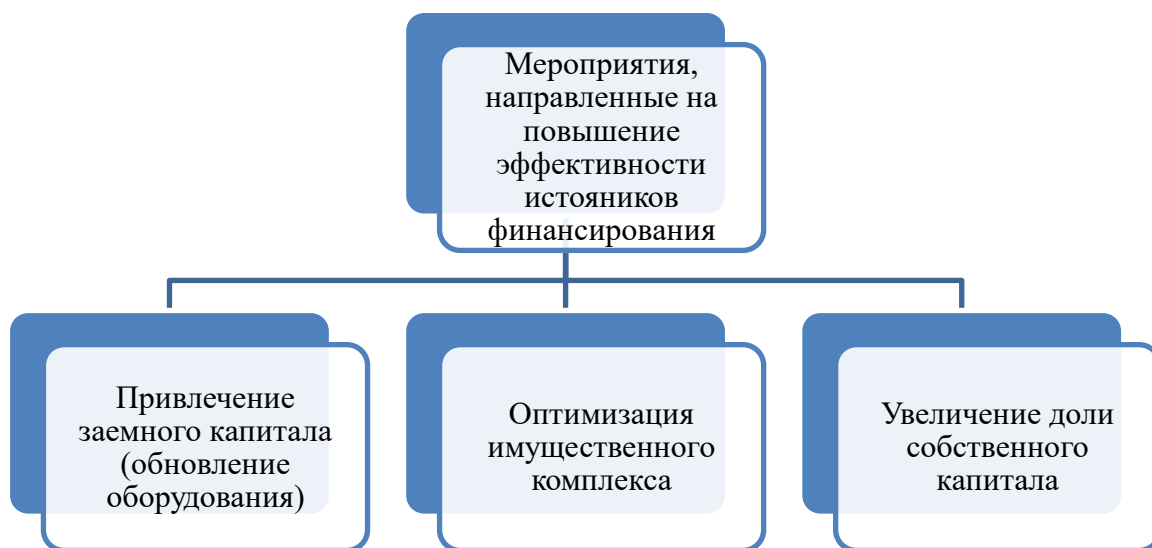 Мероприятия,
направленные на
повышение
эффективности
истояников
финансирования
Привлечение
заемного капитала
(обновление
оборудования)
Оптимизация
имущественного
комплекса
Увеличение доли
собственного
капитала